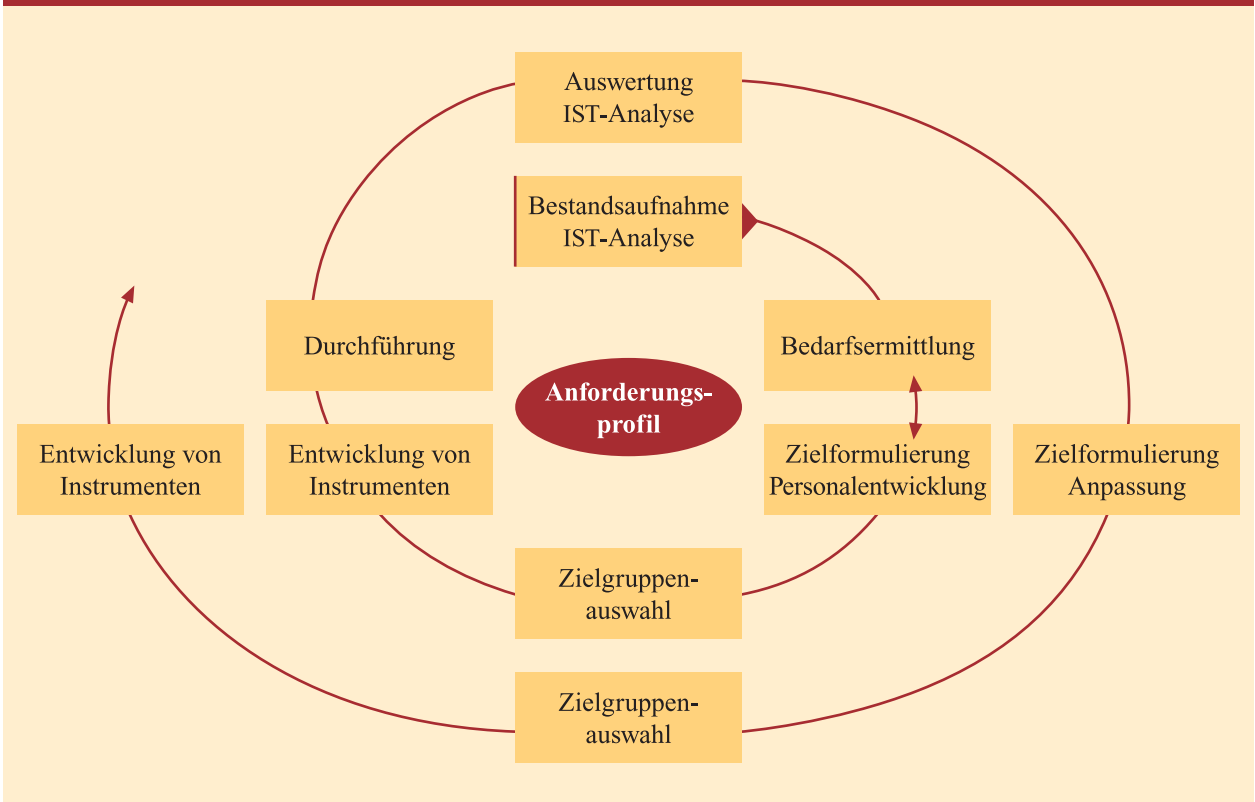 Auswertung
IST-Analyse
Bestandsaufnahme
IST-Analyse
Durchführung
Bedarfsermittlung
Anforderungs-
profil
Entwicklung von
Instrumenten
Entwicklung von
Instrumenten
Zielformulierung
Personalentwicklung
Zielformulierung
Anpassung
Zielgruppen-
auswahl
Zielgruppen-
auswahl